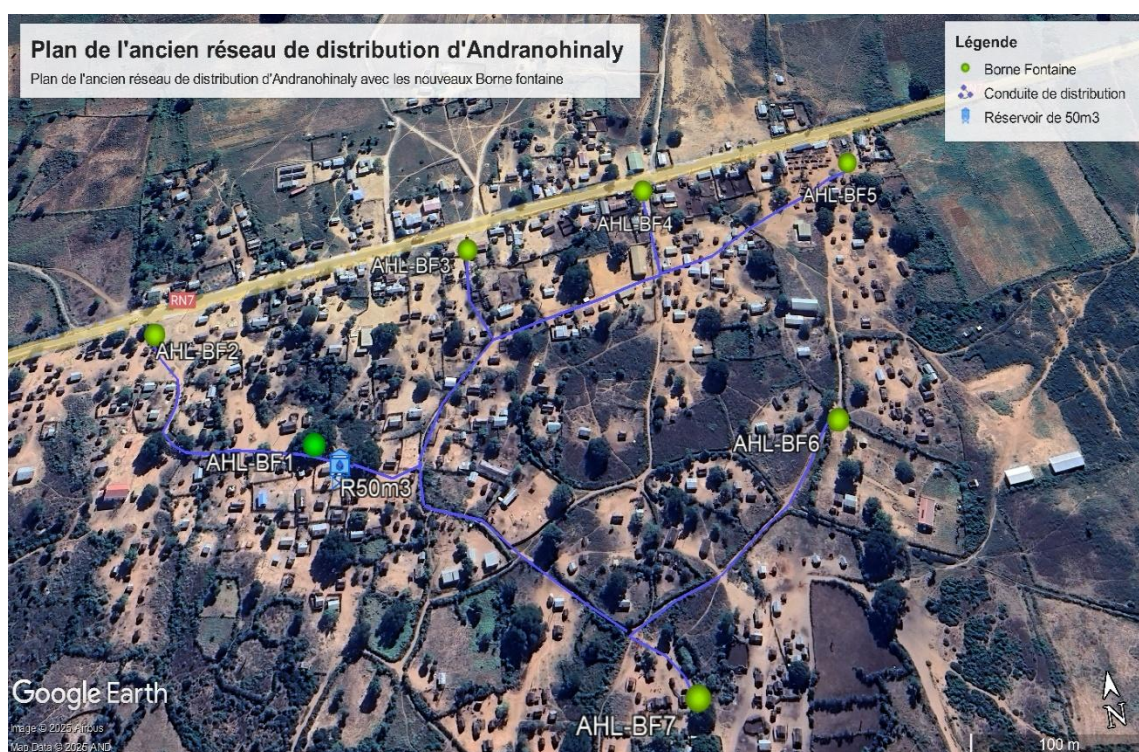 Plan de l'ancien réseau de distribution d'Andranohinaly
Plan de l'ancien réseau de distribution d'Andranohinaly avec les nouveaux Borne fontaine
Légende
Borne Fontaine
Conduite de distribution
Réservoir de 50m3
AHL-BF5
AHL-BF4
AHL-BF3
RN7
AHL-BF2
AHL-BF6
AHL-BF1
R50m3
AHL-BF7
Google Earth
Image © 2025 Airbus
Map Data © 2025 AND
100 m
N